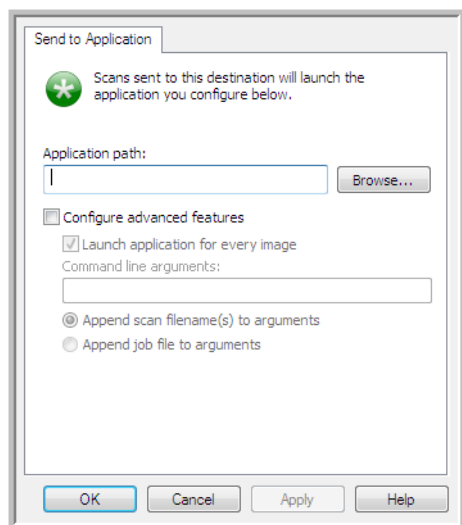 Send to Application
Scans sent to this destination will launch the
application you configure below.
Application path:
Browse...
Configure advanced features
Launch application for every image
Command line arguments:
Append scan filename(s) to arguments
Append job file to arguments
OK Cancel Apply Help